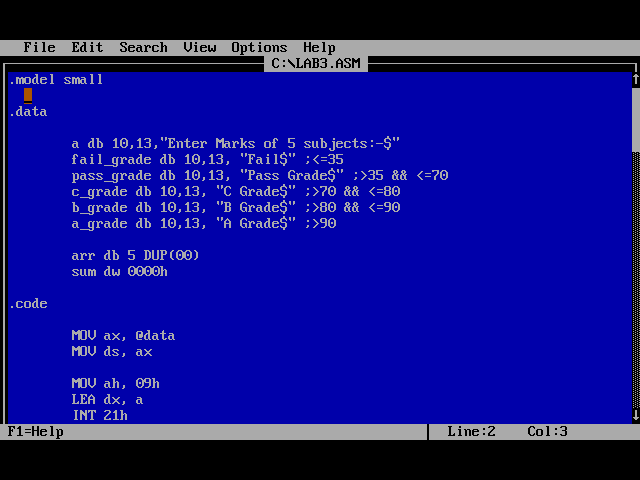 File Edit Search View Options Help
C:\LAB3.ASM
.model small
.data
a db 10,13,"Enter Marks of 5 subjects:-$"
fail_grade db 10,13, "Fail$" ;<=35
pass_grade db 10,13, "Pass Grade$" ;>35 && <=70
c_grade db 10,13, "C Grade$" ;>70 && <=80
b_grade db 10,13, "B Grade$" ;>80 && <=90
a_grade db 10,13, "A Grade$" ;>90
arr db 5 DUP(00)
sum dw 0000h
.code
MOV ax, @data
MOV ds, ax
MOV ah, 09h
LEA dx, a
INT 21h
F1=Help Line:2 Col:3